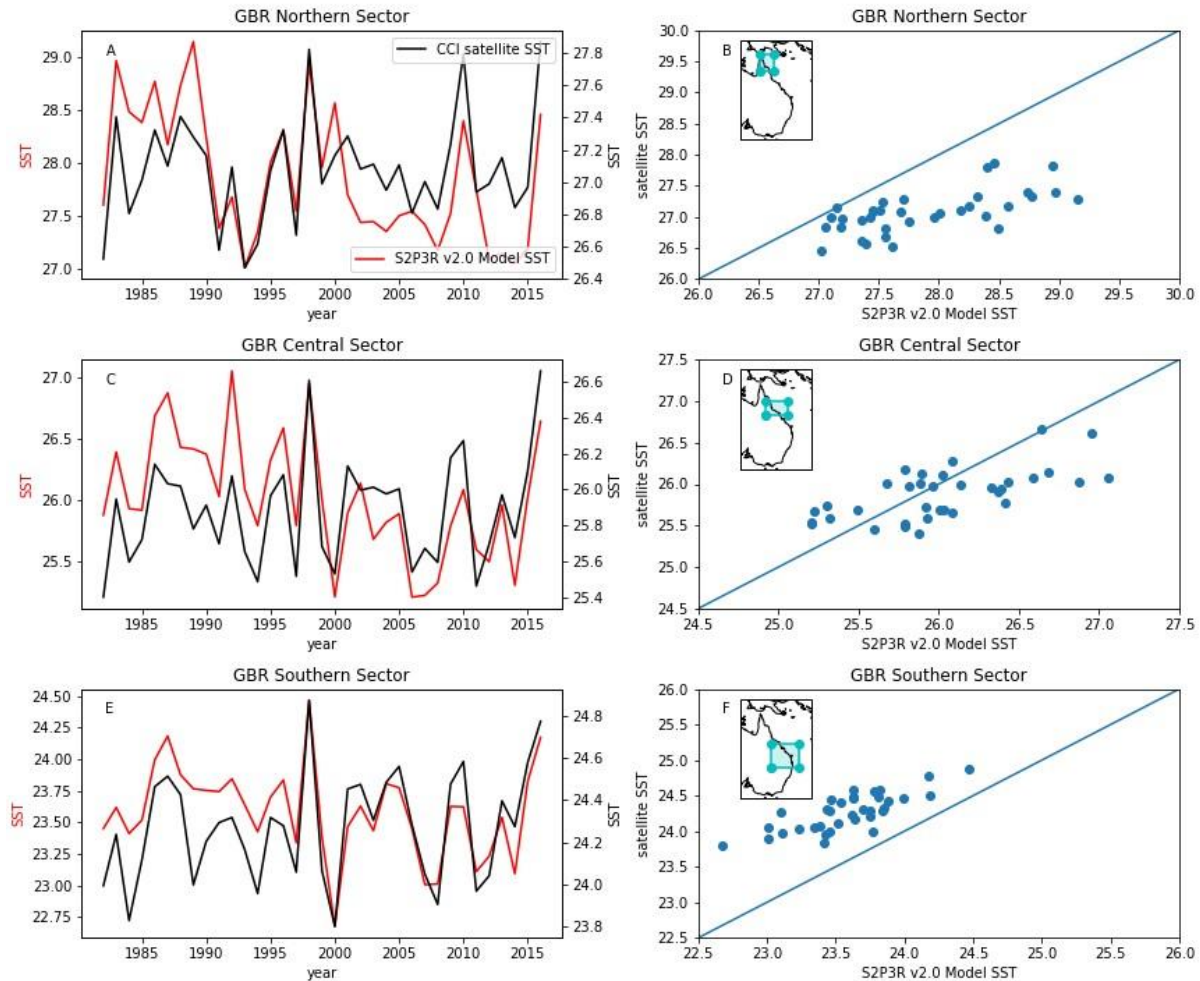 GBR Northern Sector
A
CCI satellite SST
S2P3R v2.0 Model SST
29.0
28.5
28.0
27.5
27.0
SST
27.8
27.6
27.4
27.2
27.0
26.8
26.6
26.4
SST
1985 1990 1995 2000 2005 2010 2015
year
GBR Northern Sector
B
30.0
29.5
29.0
28.5
28.0
27.5
27.0
26.5
26.0
satellite SST
26.0 26.5 27.0 27.5 28.0 28.5 29.0 29.5 30.0
S2P3R v2.0 Model SST
GBR Central Sector
C
27.0
26.5
26.0
25.5
SST
26.6
26.4
26.2
26.0
25.8
25.6
25.4
SST
1985 1990 1995 2000 2005 2010 2015
year
GBR Central Sector
D
27.5
27.0
26.5
26.0
25.5
25.0
24.5
satellite SST
24.5 25.0 25.5 26.0 26.5 27.0 27.5
S2P3R v2.0 Model SST
GBR Southern Sector
E
24.50
24.25
24.00
23.75
23.50
23.25
23.00
22.75
SST
24.8
24.6
24.4
24.2
24.0
23.8
SST
1985 1990 1995 2000 2005 2010 2015
year
GBR Southern Sector
F
26.0
25.5
25.0
24.5
24.0
23.5
23.0
22.5
satellite SST
22.5 23.0 23.5 24.0 24.5 25.0 25.5 26.0
S2P3R v2.0 Model SST